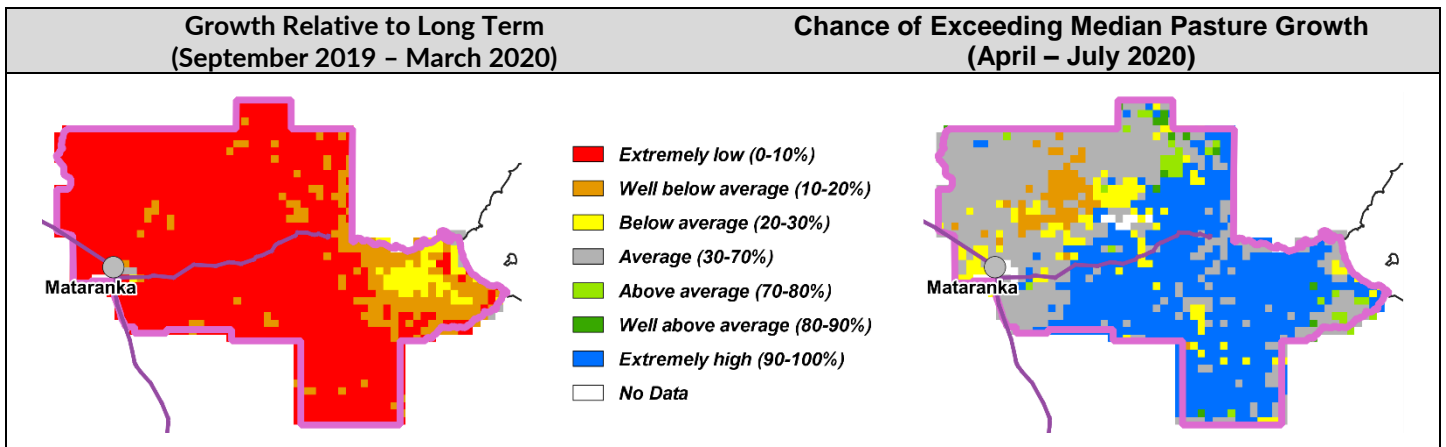 Growth Relative to Long Term
(September 2019 – March 2020)
Chance of Exceeding Median Pasture Growth
(April – July 2020)
Mataranka
Extremely low (0-10%)
Well below average (10-20%)
Below average (20-30%)
Average (30-70%)
Above average (70-80%)
Well above average (80-90%)
Extremely high (90-100%)
No Data
Mataranka